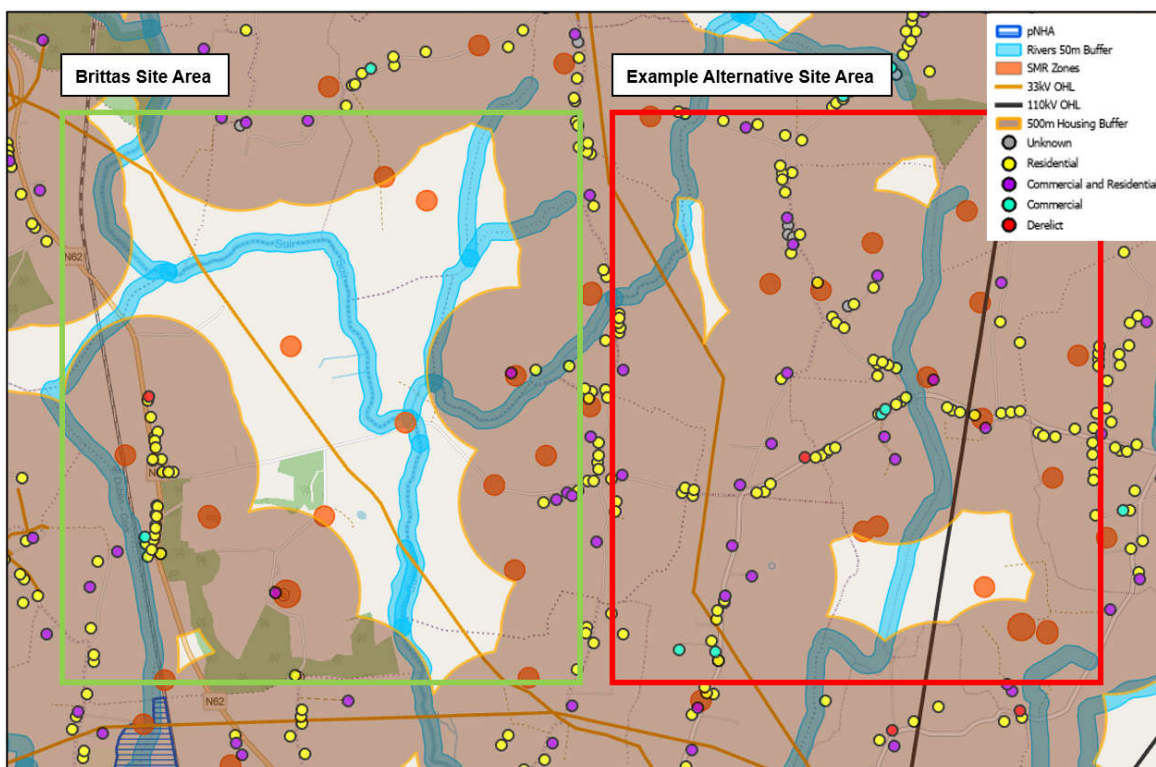 Brittas Site Area
Example Alternative Site Area
pNHA
Rivers 50m Buffer
SMR Zones
33kV OHL
110kV OHL
500m Housing Buffer
Unknown
Residential
Commercial and Residential
Commercial
Derelict
N62
Suir
Suir
N62